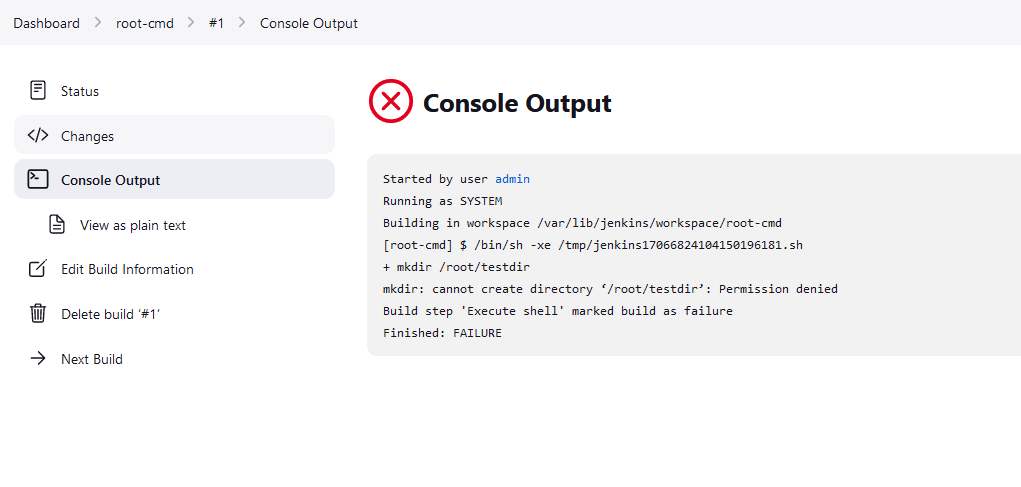 Dashboard > root-cmd > #1 > Console Output
Status
Changes
Console Output
View as plain text
Edit Build Information
Delete build ‘#1’
Next Build
Console Output
Started by user admin
Running as SYSTEM
Building in workspace /var/lib/jenkins/workspace/root-cmd
[root-cmd] $ /bin/sh -xe /tmp/jenkins17066824104150196181.sh
+ mkdir /root/testdir
mkdir: cannot create directory ‘/root/testdir’: Permission denied
Build step 'Execute shell' marked build as failure
Finished: FAILURE